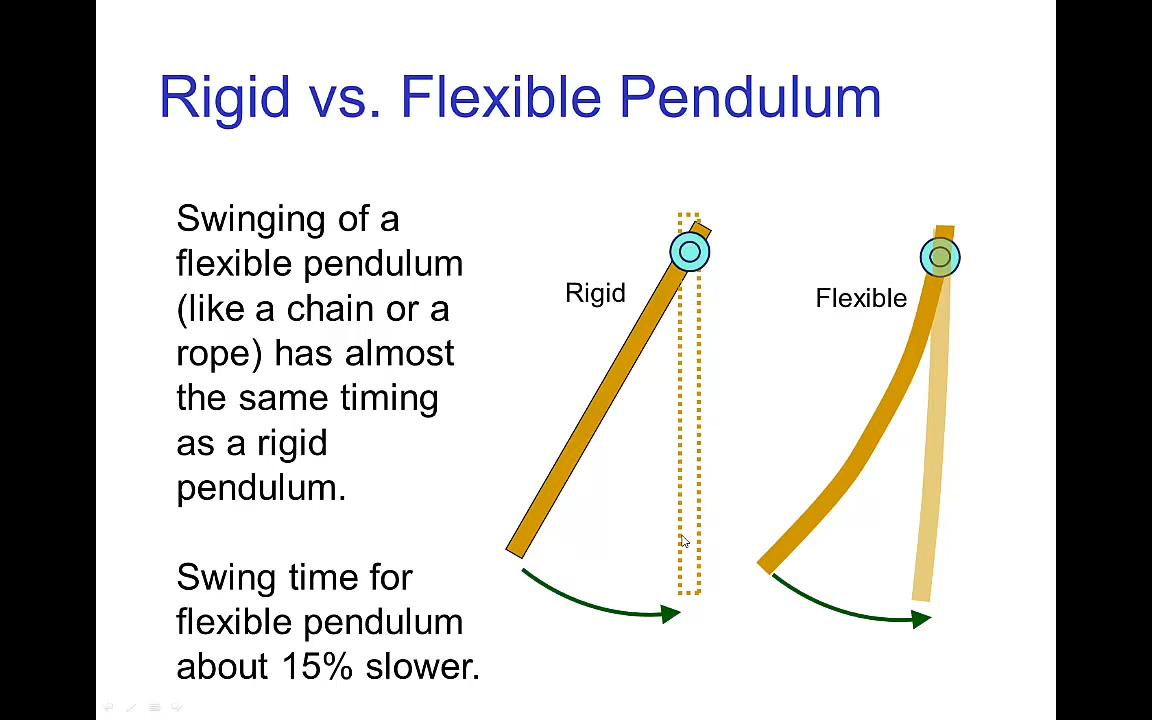 Rigid vs. Flexible Pendulum
Swinging of a
flexible pendulum
(like a chain or a
rope) has almost
the same timing
as a rigid
pendulum.
Swing time for
flexible pendulum
about 15% slower.
Rigid
Flexible